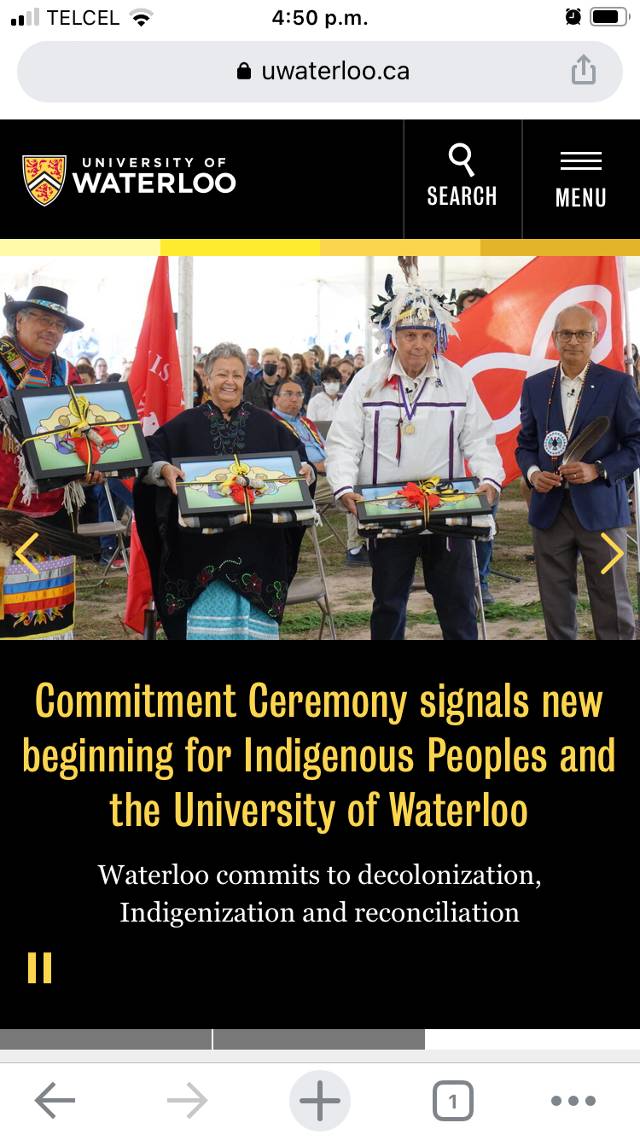 TELCEL 4:50 p.m.
uwaterloo.ca
UNIVERSITY OF
WATERLOO
SEARCH
MENU
Commitment Ceremony signals new
beginning for Indigenous Peoples and
the University of Waterloo
Waterloo commits to decolonization,
Indigenization and reconciliation
1